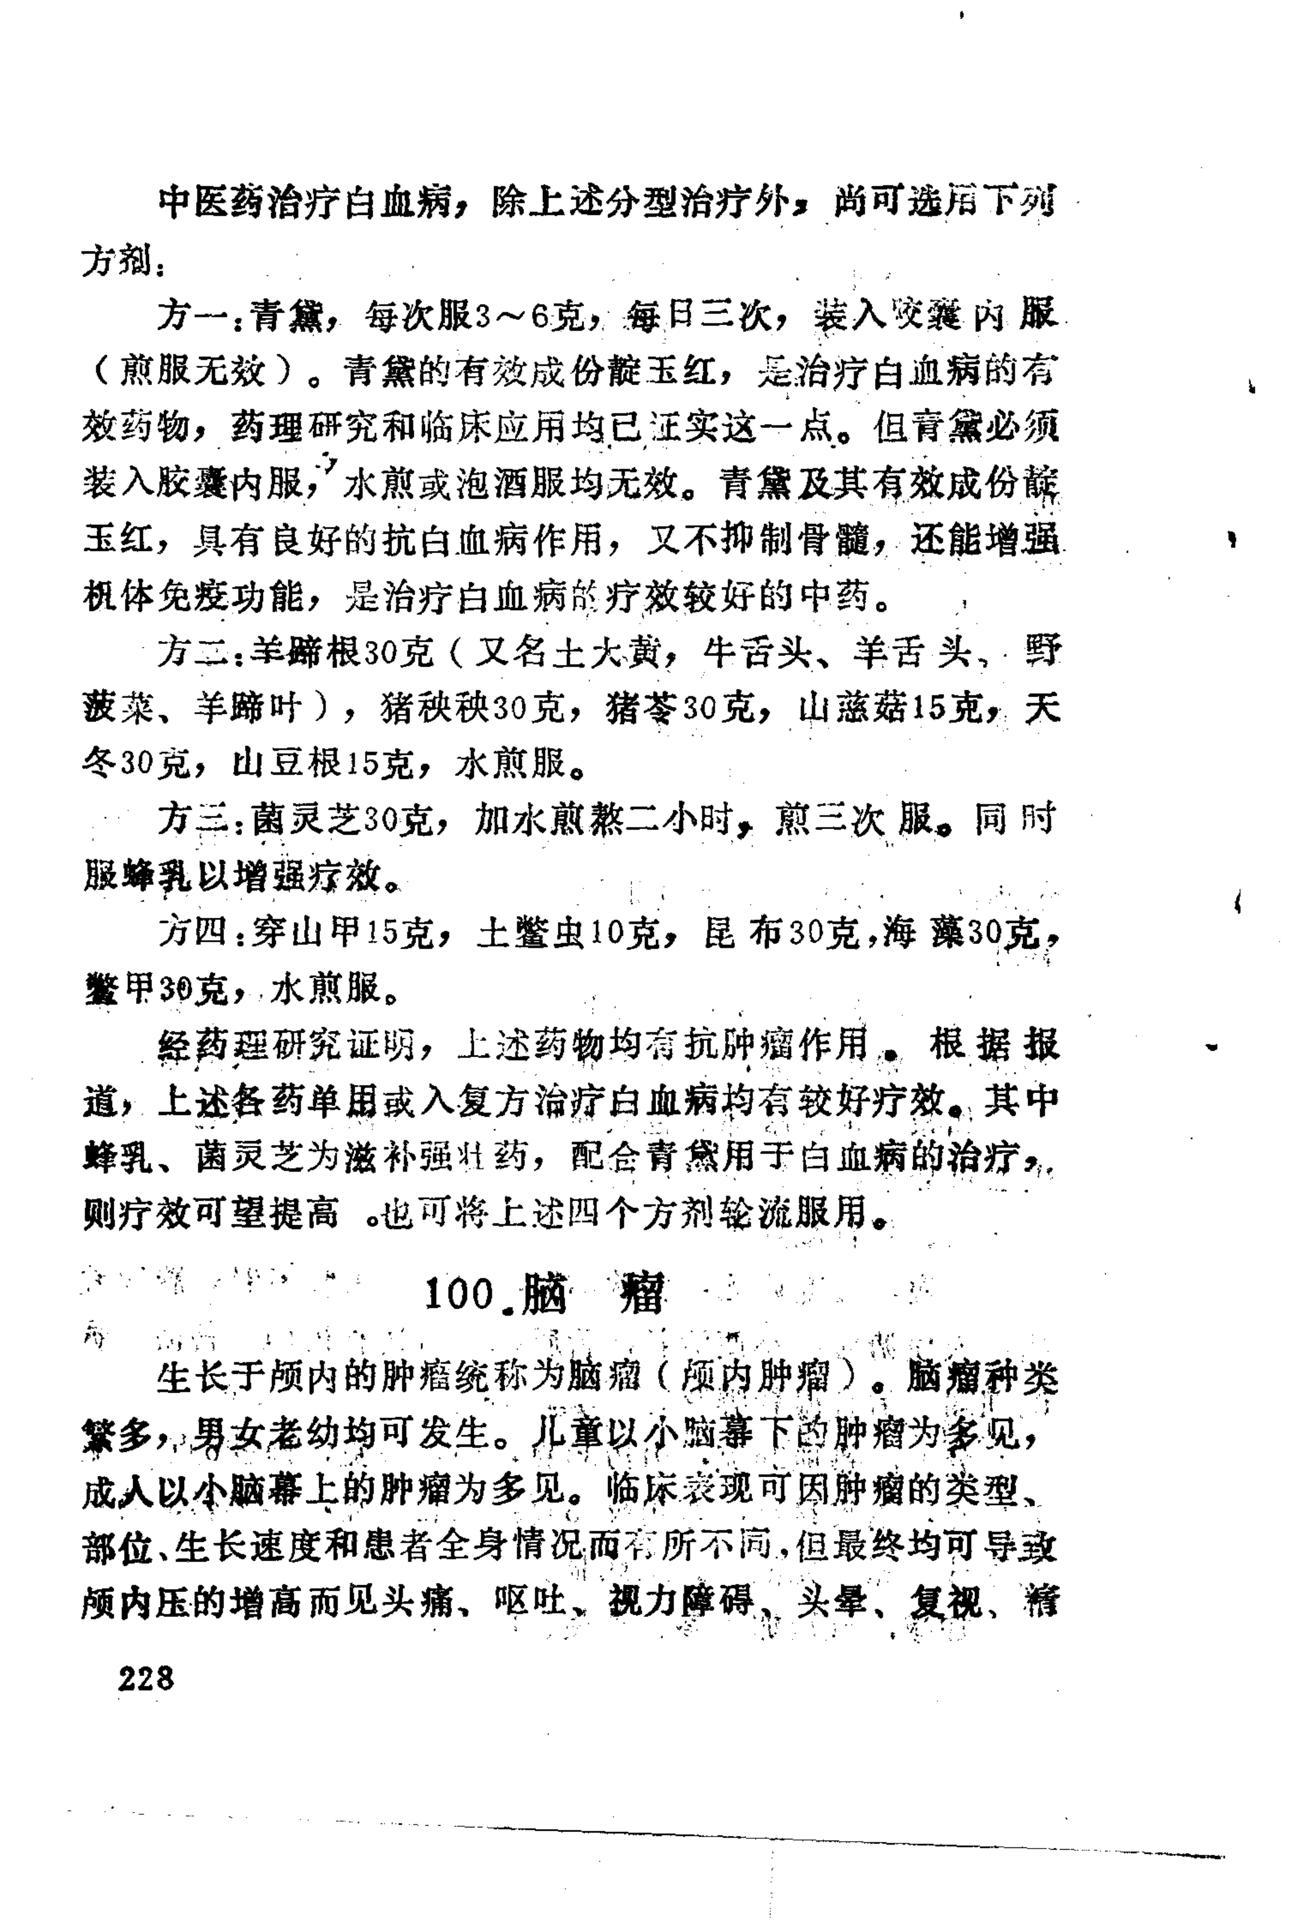 中医药治疗白血病，除上述分型治疗外，尚可选用下列
方剂：
方一：青黛，每次服3～6克，每日三次，装入胶囊内服
（煎服无效）。青黛的有效成份靛玉红，是治疗白血病的有
效药物，药理研究和临床应用均已证实这一点。但青黛必须
装入胶囊内服，水煎或泡酒服均无效。青黛及其有效成份靛
玉红，具有良好的抗白血病作用，又不抑制骨髓，还能增强
机体免疫功能，是治疗白血病的疗效较好的中药。
方二：羊蹄根30克（又名土大黄，牛舌头、羊舌头、野
菠菜、羊蹄叶），猪秧秧30克，猪苓30克，山慈菇15克，天
冬30克，山豆根15克，水煎服。
方三：菌灵芝30克，加水煎熬二小时，煎三次服。同时
服蜂乳以增强疗效。
方四：穿山甲15克，土鳖虫10克，昆布30克，海藻30克，
鳖甲30克，水煎服。
经药理研究证明，上述药物均有抗肿瘤作用。根据报
道，上述各药单用或入复方治疗白血病均有较好疗效。其中
蜂乳、菌灵芝为滋补强壮药，配合青黛用于白血病的治疗，
则疗效可望提高。也可将上述四个方剂轮流服用。
100.脑　瘤
生长于颅内的肿瘤统称为脑瘤（颅内肿瘤）。脑瘤种类
繁多，男女老幼均可发生。儿童以小脑幕下的肿瘤为多见，
成人以小脑幕上的肿瘤为多见。临床表现可因肿瘤的类型、
部位、生长速度和患者全身情况而有所不同，但最终均可导致
颅内压的增高而见头痛、呕吐、视力障碍、头晕、复视、精
228